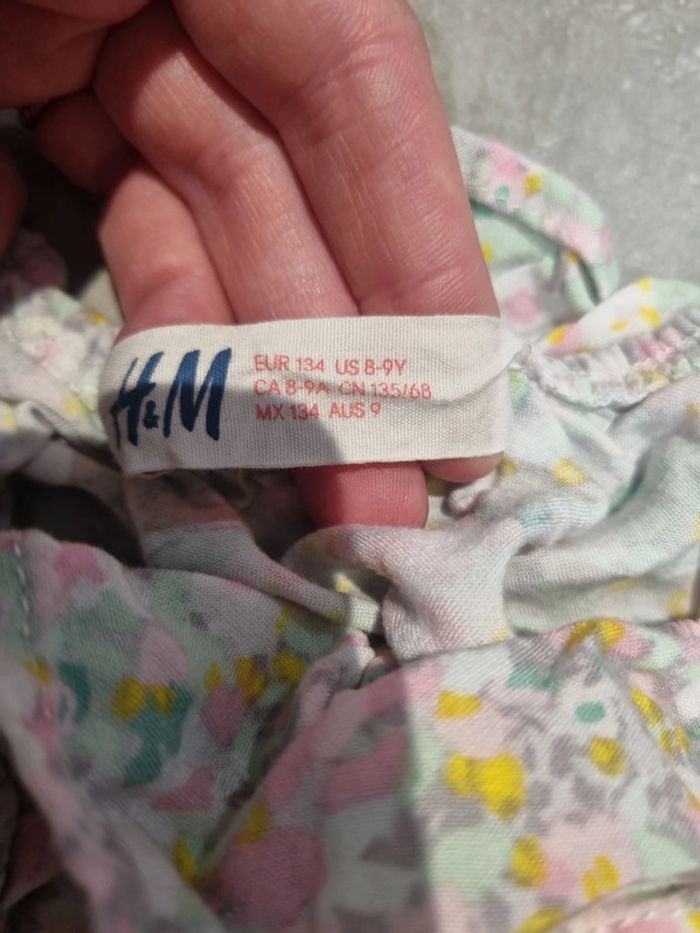 H&M
EUR 134 US 8-9Y
CA 8-9A CN 135/68
MX 134 AUS 9